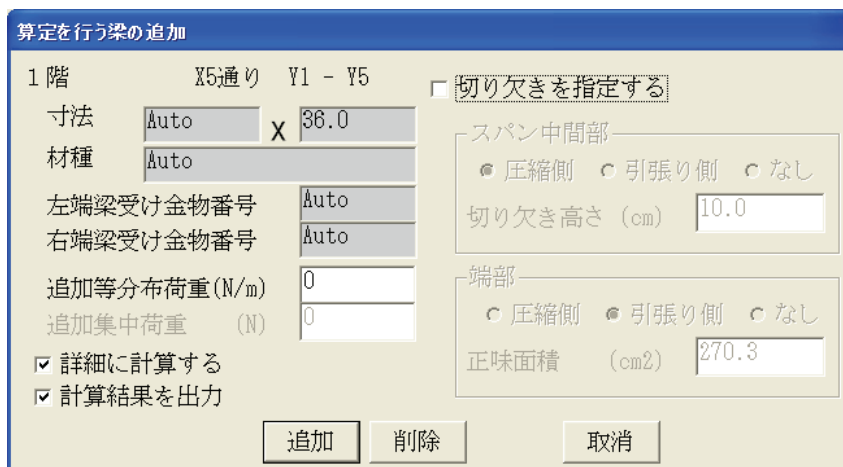 算定を行う梁の追加
1階 X5通り Y1 - Y5
寸法 Auto X 36.0
材種 Auto
左端梁受け金物番号 Auto
右端梁受け金物番号 Auto
追加等分布荷重(N/m) 0
追加集中荷重 (N) 0
詳細に計算する
計算結果を出力
切り欠きを指定する
スパン中間部
圧縮側 引張り側 なし
切り欠き高さ (cm) 10.0
端部
圧縮側 引張り側 なし
正味面積 (cm2) 270.3
追加 削除 取消